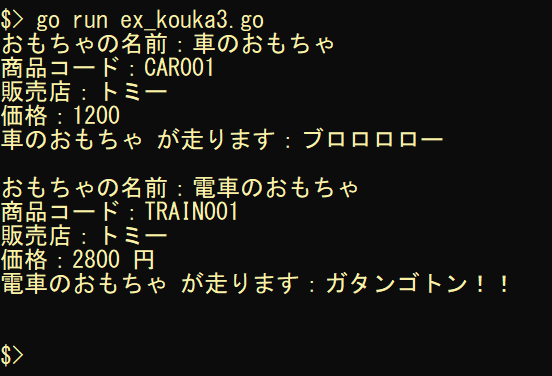 $> go run ex_kouka3.go
おもちゃの名前：車のおもちゃ
商品コード：CAR001
販売店：トミー
価格：1200
車のおもちゃ が走ります：ブロロロロー
おもちゃの名前：電車のおもちゃ
商品コード：TRAIN001
販売店：トミー
価格：2800 円
電車のおもちゃ が走ります：ガタンゴトン！！
$>